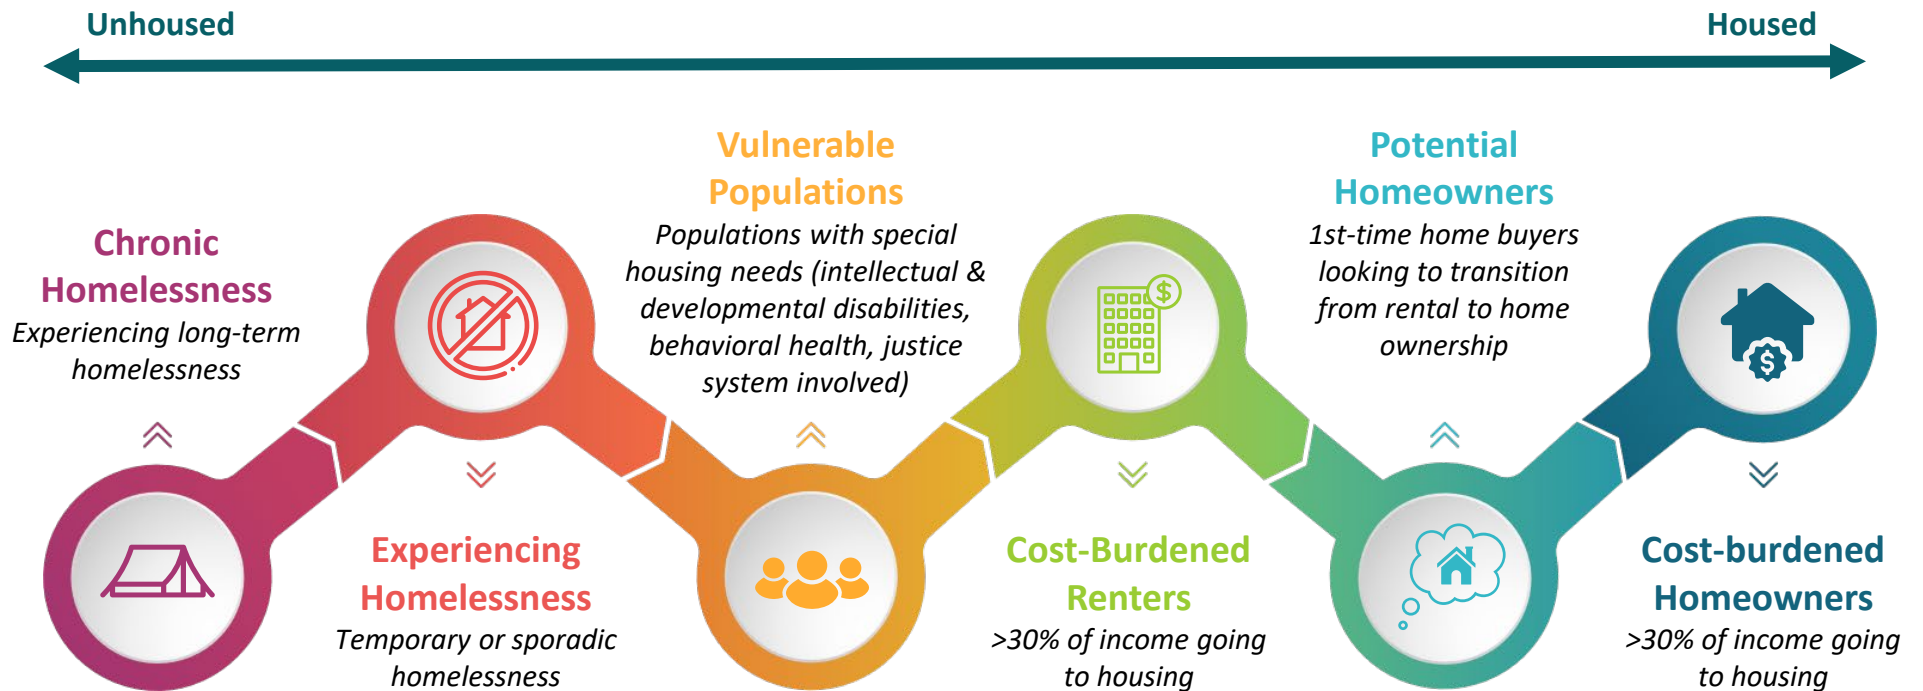 Unhoused
Housed
Chronic
Homelessness
Experiencing long-term
homelessness
Experiencing
Homelessness
Temporary or sporadic
homelessness
Vulnerable
Populations
Populations with special
housing needs (intellectual &
developmental disabilities,
behavioral health, justice
system involved)
$
Cost-Burdened
Renters
>30% of income going
to housing
Potential
Homeowners
1st-time home buyers
looking to transition
from rental to home
ownership
$
Cost-burdened
Homeowners
>30% of income going
to housing